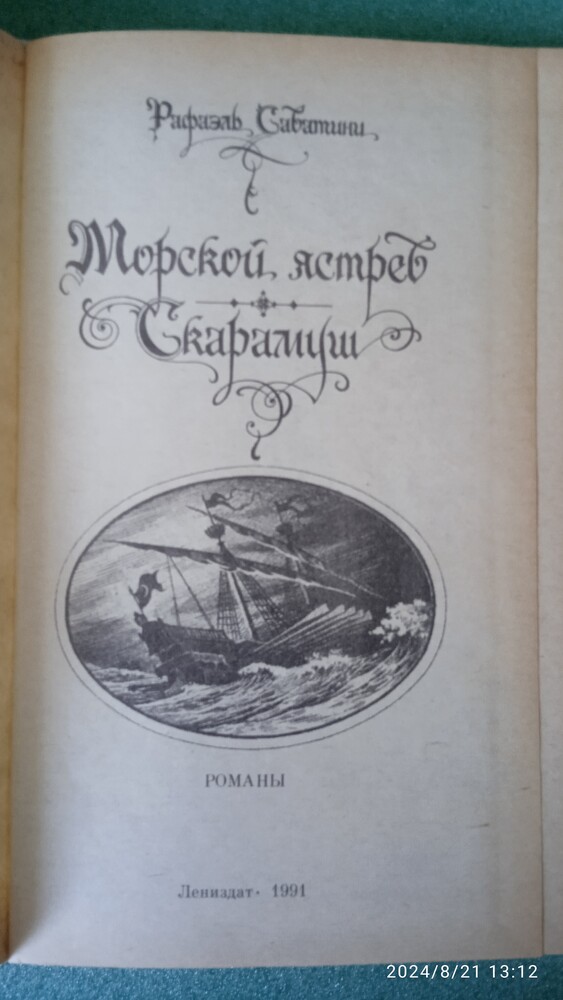 Рафаэль Сабатини
Морской ястреб
Скарамуш
РОМАНЫ
Лениздат · 1991
2024/8/21 13:12